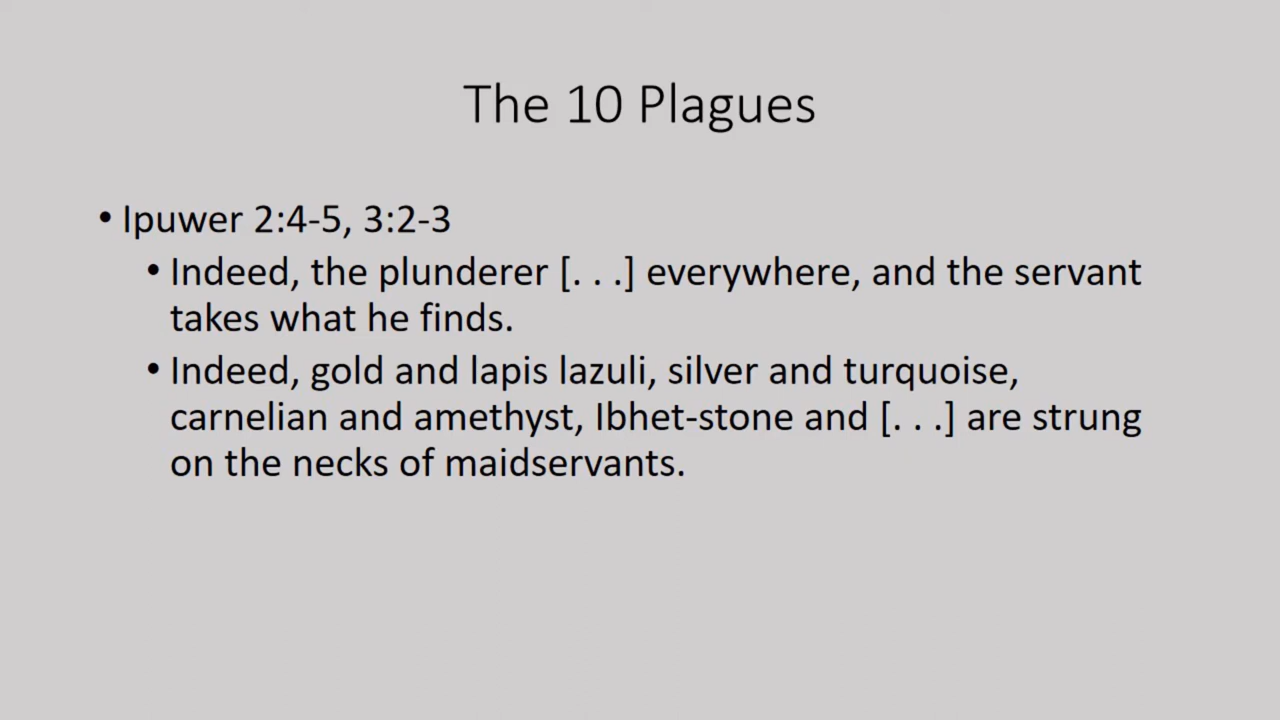 The 10 Plagues
• Ipuwer 2:4-5, 3:2-3
• Indeed, the plunderer [. . .] everywhere, and the servant
takes what he finds.
• Indeed, gold and lapis lazuli, silver and turquoise,
carnelian and amethyst, Ibhet-stone and [. . .] are strung
on the necks of maidservants.